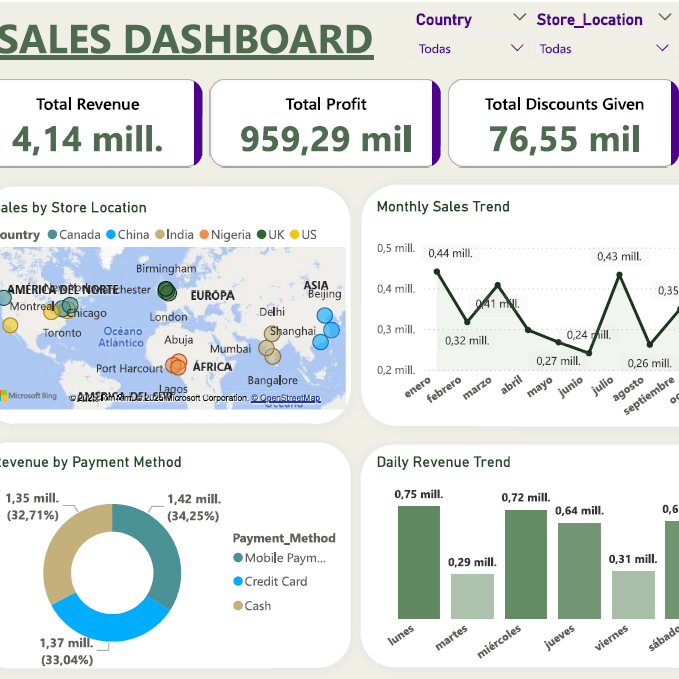 SALES DASHBOARD
Country
Store_Location
Todas
Todas
Total Revenue
4,14 mill.
Total Profit
959,29 mil
Total Discounts Given
76,55 mil
ales by Store Location
ountry Canada China India Nigeria UK US
Birmingham
AMÉRICA DEL NORTE
chester
EUROPA
ASIA
Beijing
Montreal
Chicago
London
Delhi
Shanghai
Toronto
Océano
Atlántico
Abuja
Mumbai
Port Harcourt
ÁFRICA
Lagos
Bangalore
AMÉRICA DEL SUR
Microsoft Bing
Microsoft Corporation, © OpenStreetMap
Océano
Monthly Sales Trend
0,5 mill.
0,4 mill.
0,3 mill.
0,2 mill.
0,44 mill.
0,32 mill.
0,41 mill.
0,27 mill.
0,24 mill.
0,43 mill.
0,26 mill.
0,35
enero
febrero
marzo
abril
mayo
junio
julio
agosto
septiembre
oc
Revenue by Payment Method
1,35 mill.
(32,71%)
1,42 mill.
(34,25%)
1,37 mill.
(33,04%)
Payment_Method
Mobile Paym...
Credit Card
Cash
Daily Revenue Trend
0,75 mill.
0,29 mill.
0,72 mill.
0,64 mill.
0,31 mill.
0,6
lunes
martes
miércoles
jueves
viernes
sábado